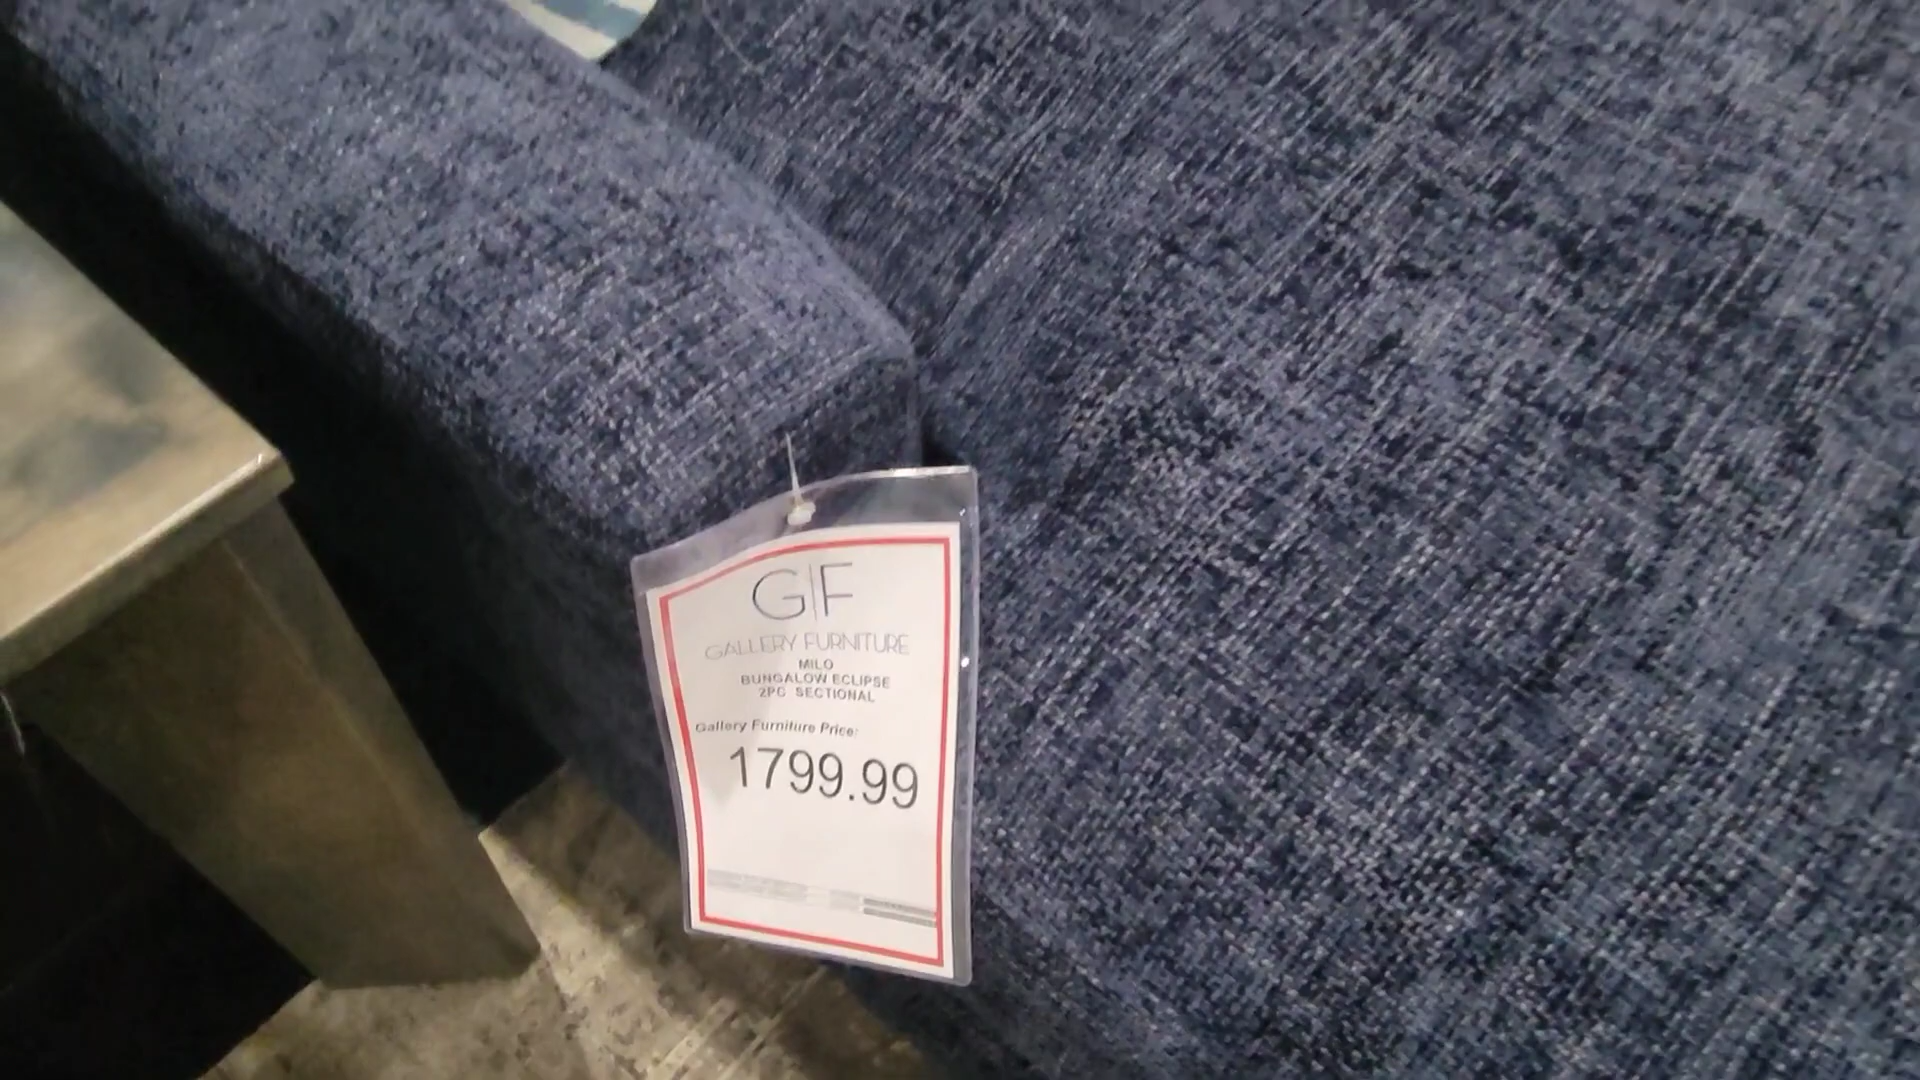 G|F
GALLERY FURNITURE
MILO
BUNGALOW ECLIPSE
2PC SECTIONAL
Gallery Furniture Price:
1799.99